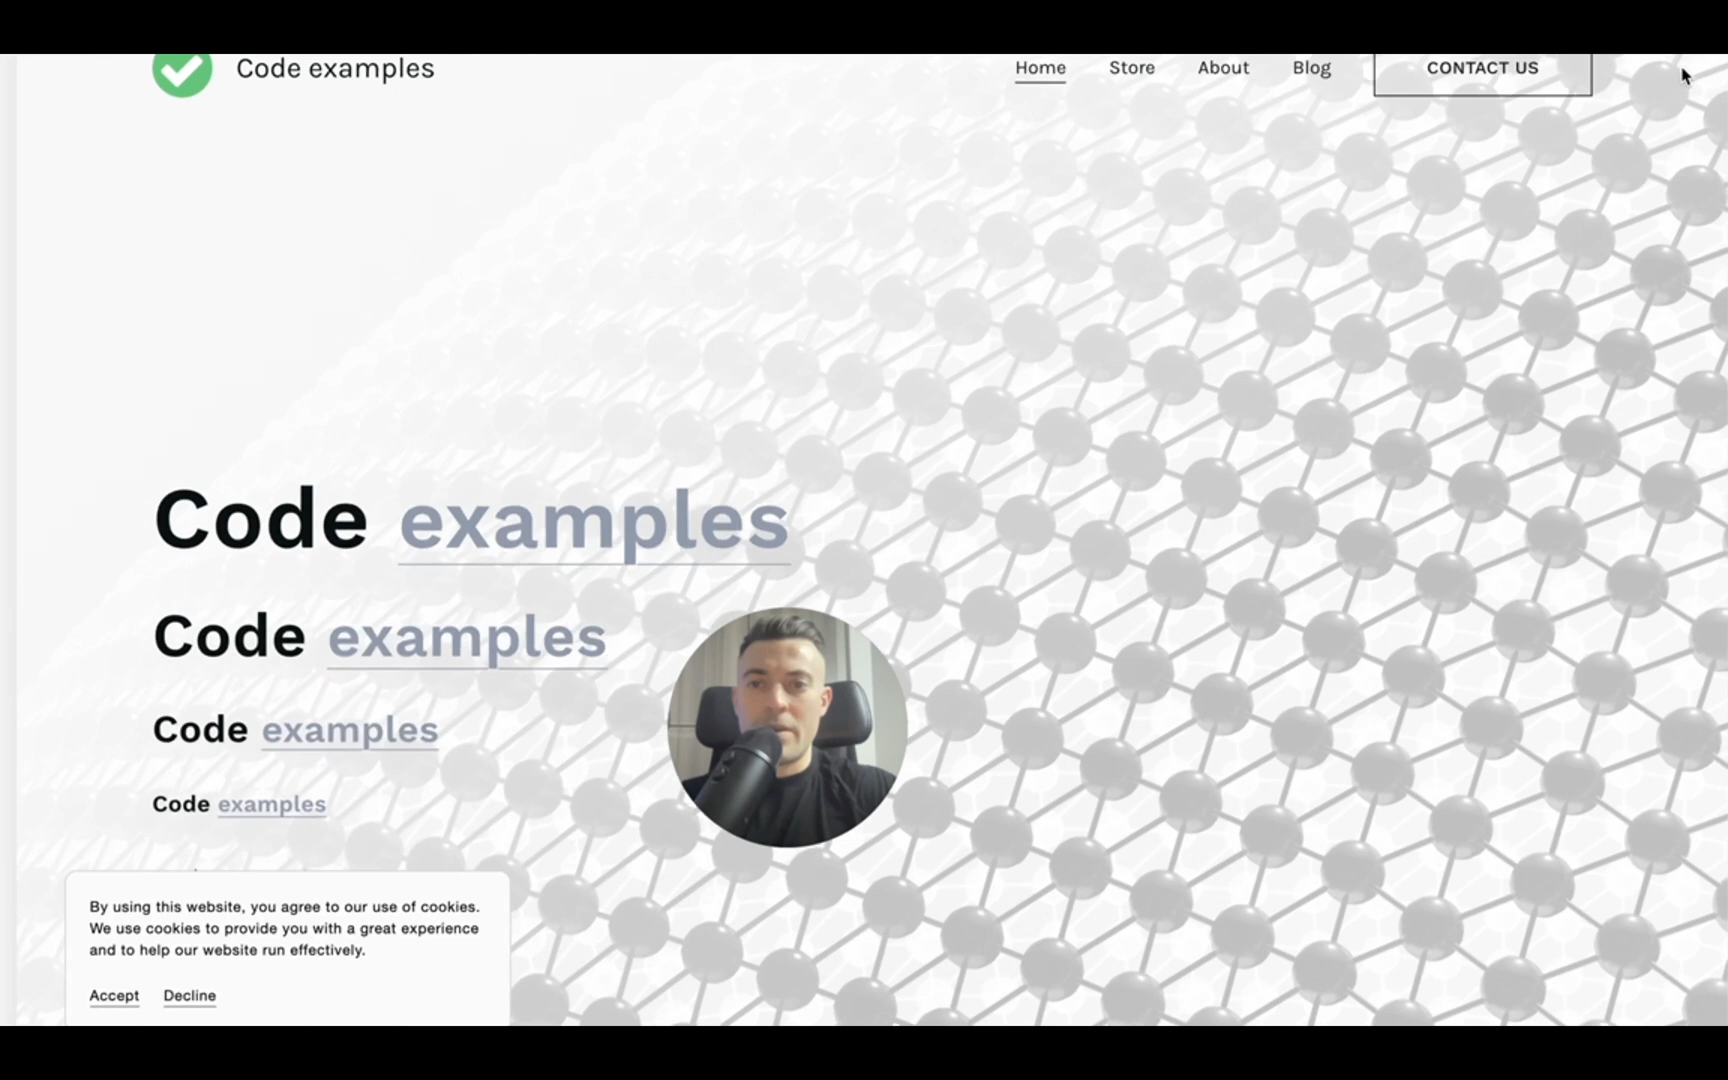 Code examples
Home Store About Blog CONTACT US
Code examples
Code examples
Code examples
Code examples
By using this website, you agree to our use of cookies.
We use cookies to provide you with a great experience
and to help our website run effectively.
Accept Decline